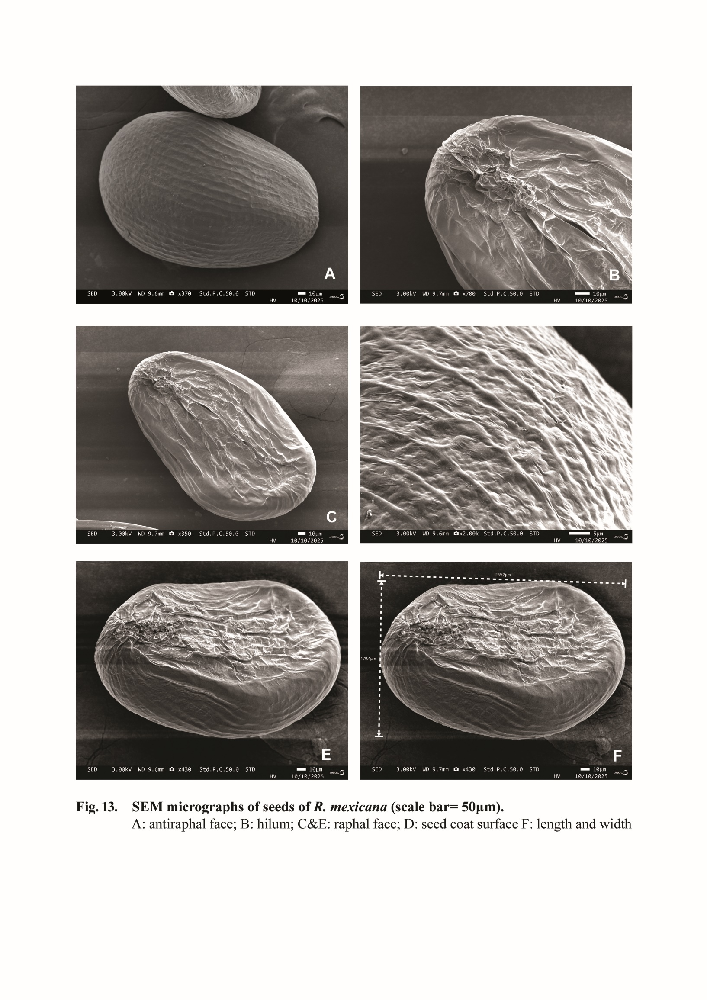 A
SED 3.00kV WD 9.6mm x370 Std.P.C.50.0 STD 10µm
HV 10/10/2025 JEOL
B
SED 3.00kV WD 9.7mm x700 Std.P.C.50.0 STD 10µm
HV 10/10/2025 JEOL
C
SED 3.00kV WD 9.7mm x350 Std.P.C.50.0 STD 10µm
HV 10/10/2025 JEOL
SED 3.00kV WD 9.6mm x2.00k Std.P.C.50.0 STD 5µm
HV 10/10/2025 JEOL
E
SED 3.00kV WD 9.6mm x430 Std.P.C.50.0 STD 10µm
HV 10/10/2025 JEOL
269.2µm
170.4µm
F
SED 3.00kV WD 9.7mm x430 Std.P.C.50.0 STD 10µm
HV 10/10/2025 JEOL
Fig. 13. SEM micrographs of seeds of R. mexicana (scale bar= 50µm).
A: antiraphal face; B: hilum; C&E: raphal face; D: seed coat surface F: length and width